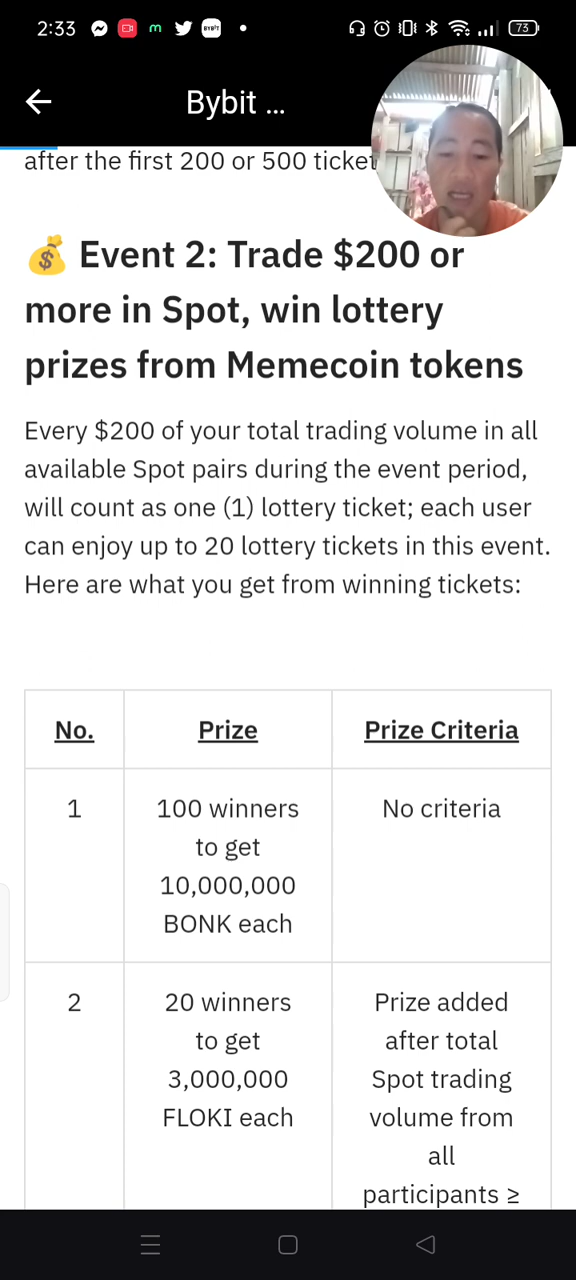 2:33
BYBIT
73
Bybit ...
after the first 200 or 500 ticket
💰 Event 2: Trade $200 or
more in Spot, win lottery
prizes from Memecoin tokens
Every $200 of your total trading volume in all
available Spot pairs during the event period,
will count as one (1) lottery ticket; each user
can enjoy up to 20 lottery tickets in this event.
Here are what you get from winning tickets:
No. Prize Prize Criteria
1 100 winners No criteria
to get
10,000,000
BONK each
2 20 winners Prize added
to get after total
3,000,000 Spot trading
FLOKI each volume from
all
participants ≥